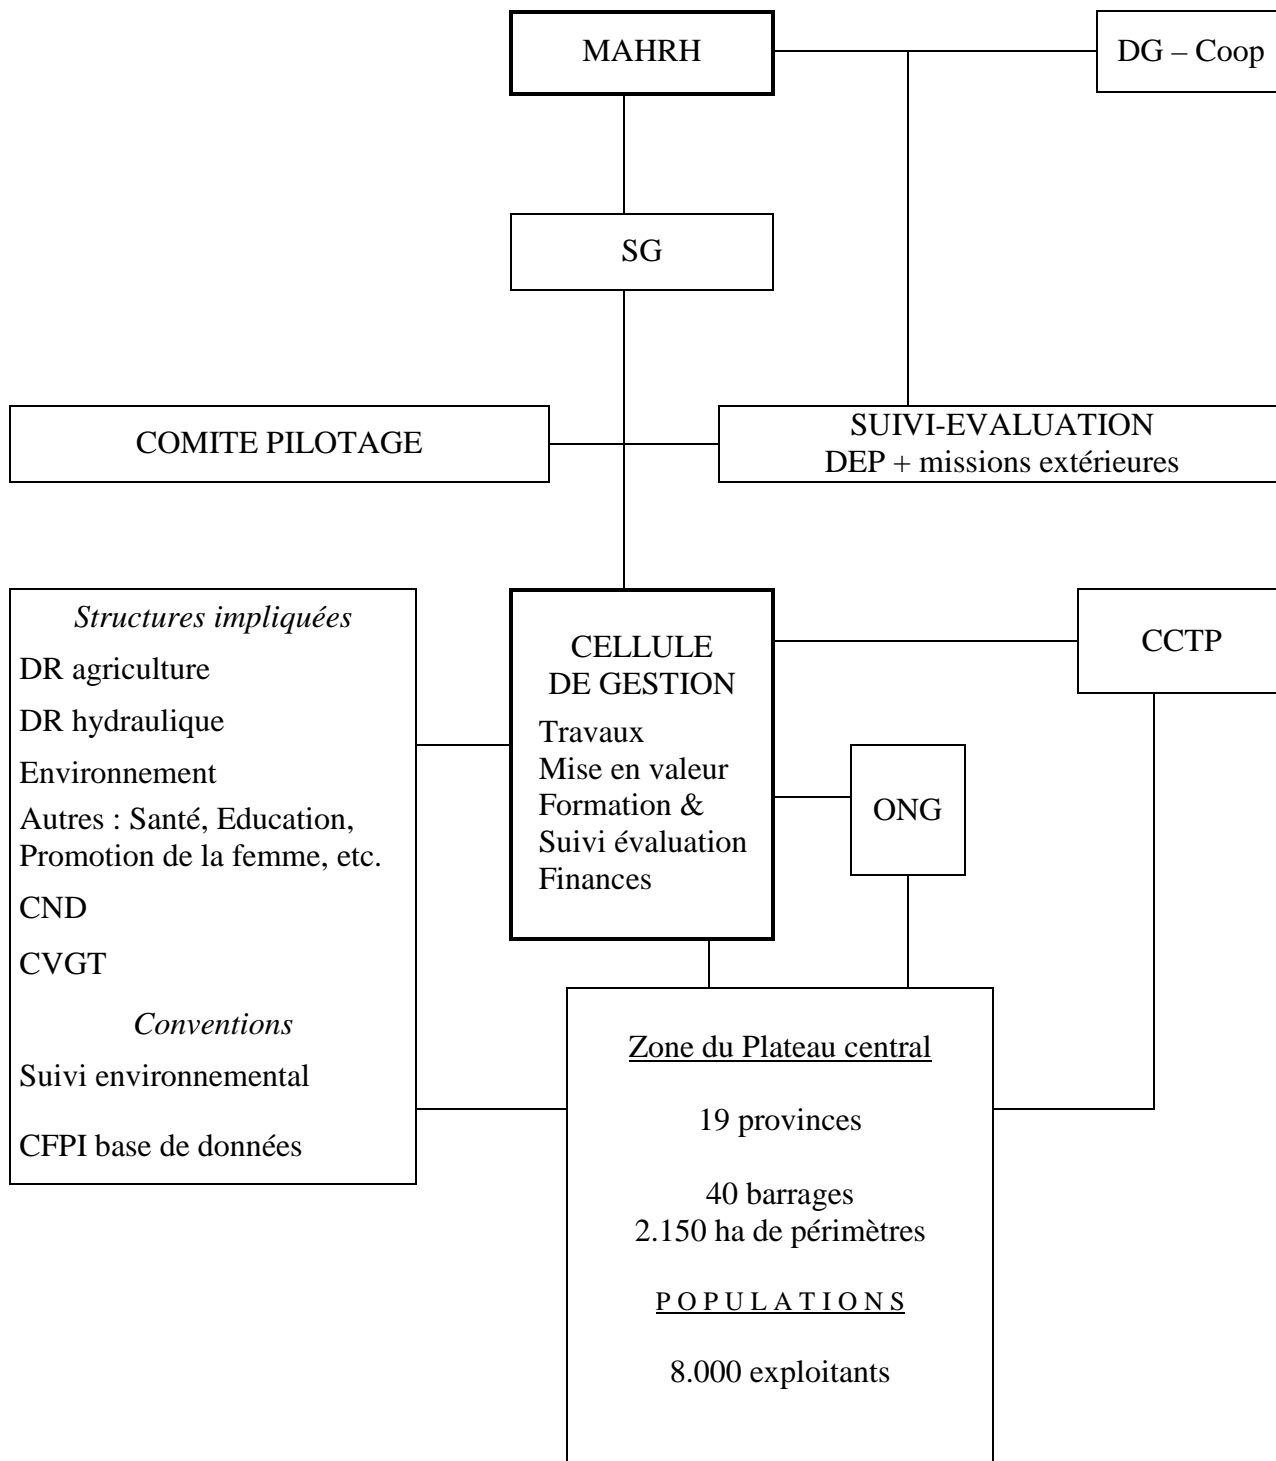 MAHRH
DG – Coop
SG
COMITE PILOTAGE
SUIVI-EVALUATION
DEP + missions extérieures
Structures impliquées
DR agriculture
DR hydraulique
Environnement
Autres : Santé, Education,
Promotion de la femme, etc.
CND
CVGT
Conventions
Suivi environnemental
CFPI base de données
CELLULE
DE GESTION
Travaux
Mise en valeur
Formation &
Suivi évaluation
Finances
CCTP
ONG
Zone du Plateau central
19 provinces
40 barrages
2.150 ha de périmètres
P O P U L A T I O N S
8.000 exploitants